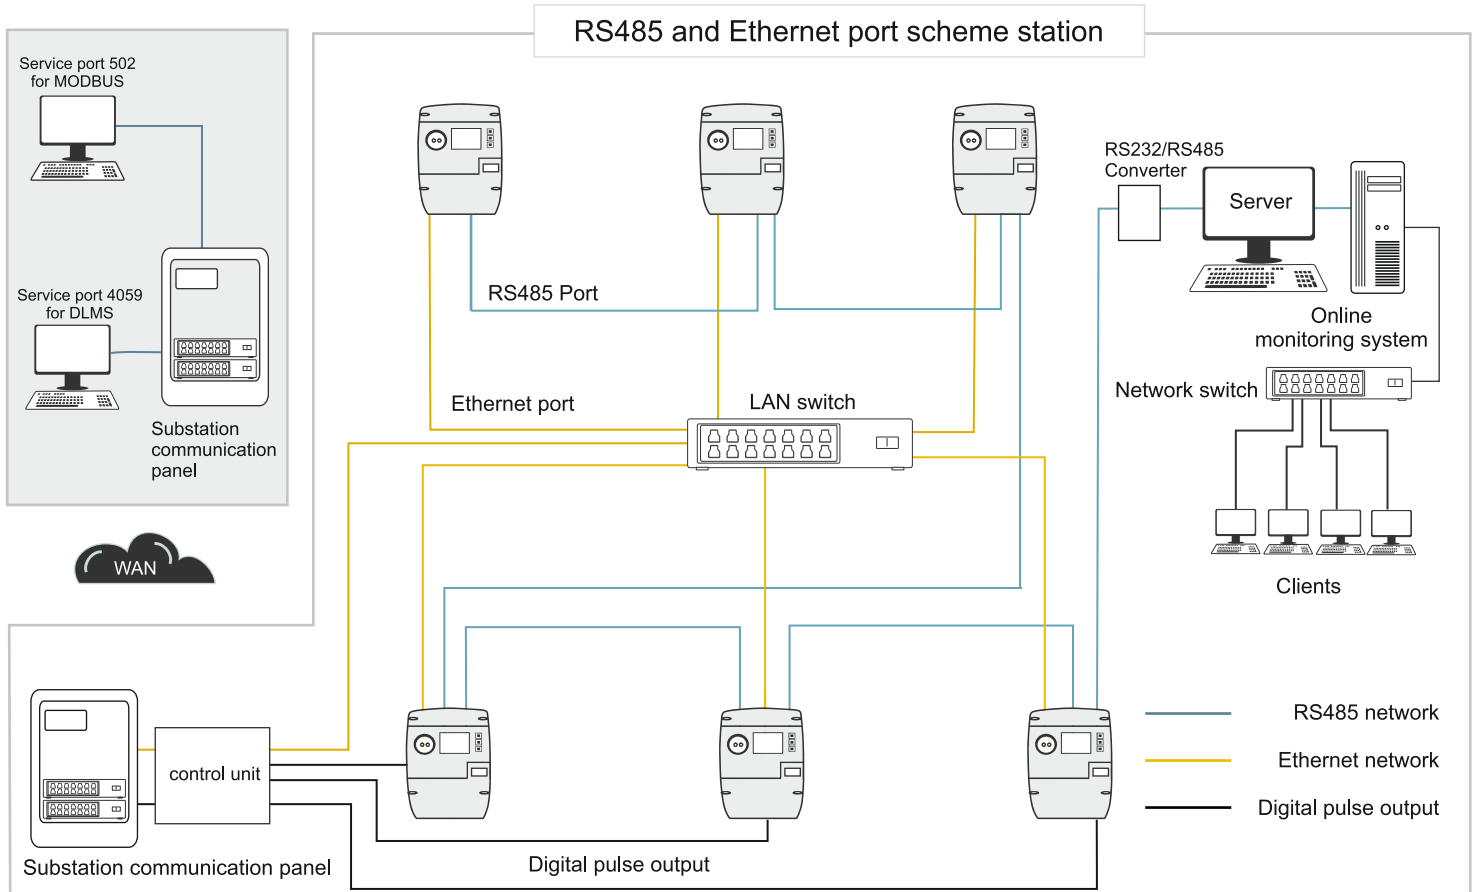 RS485 and Ethernet port scheme station
Service port 502
for MODBUS
Service port 4059
for DLMS
Substation
communication
panel
WAN
RS485 Port
Ethernet port
LAN switch
RS232/RS485
Converter
Server
Online
monitoring system
Network switch
Clients
control unit
Substation communication panel
Digital pulse output
RS485 network
Ethernet network
Digital pulse output